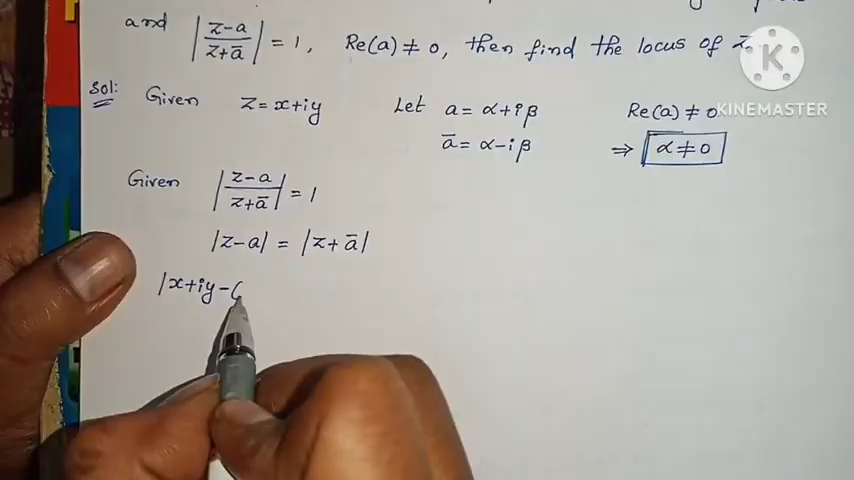 and |z-a / z+ā| = 1, Re(a) ≠ 0, then find the locus of z
Sol: Given z = x+iy Let a = α+iβ Re(a) ≠ 0
ā = α-iβ ⇒ α ≠ 0
Given |z-a / z+ā| = 1
|z-a| = |z+ā|
|x+iy-(
KINEMASTER